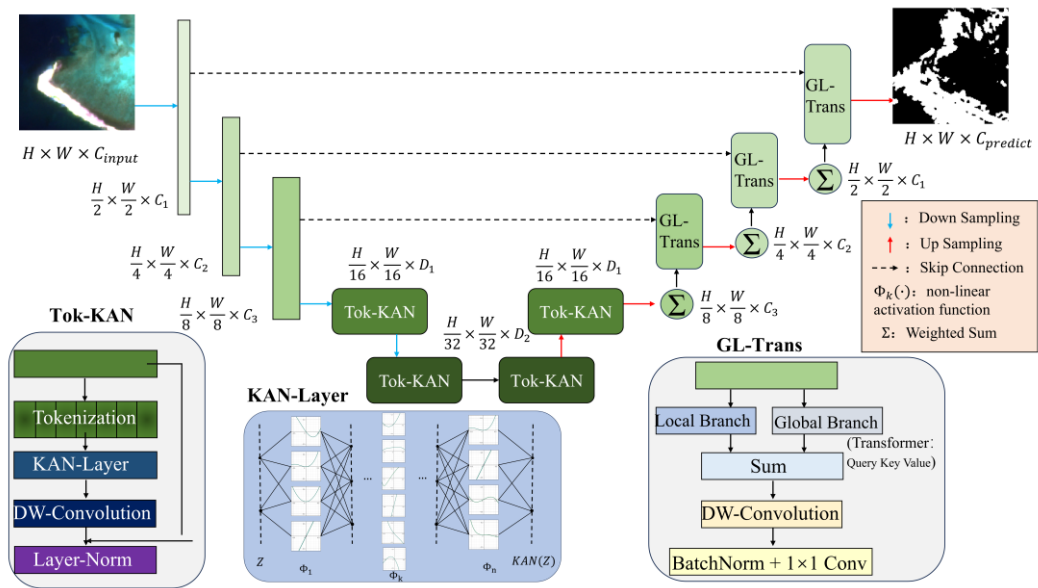 H × W × C_input
H/2 × W/2 × C_1
H/4 × W/4 × C_2
H/8 × W/8 × C_3
H/16 × W/16 × D_1
Tok-KAN
Tok-KAN
H/32 × W/32 × D_2
Tok-KAN
H/16 × W/16 × D_1
Tok-KAN
Σ
H/8 × W/8 × C_3
GL-
Trans
Σ
H/4 × W/4 × C_2
GL-
Trans
Σ
H/2 × W/2 × C_1
GL-
Trans
H × W × C_predict
: Down Sampling
: Up Sampling
: Skip Connection
Φ_k(·): non-linear
activation function
Σ: Weighted Sum
Tok-KAN
Tokenization
KAN-Layer
DW-Convolution
Layer-Norm
KAN-Layer
... ...
Z Φ_1 Φ_k Φ_n KAN(Z)
GL-Trans
Local Branch
Global Branch
(Transformer:
Query Key Value)
Sum
DW-Convolution
BatchNorm + 1×1 Conv